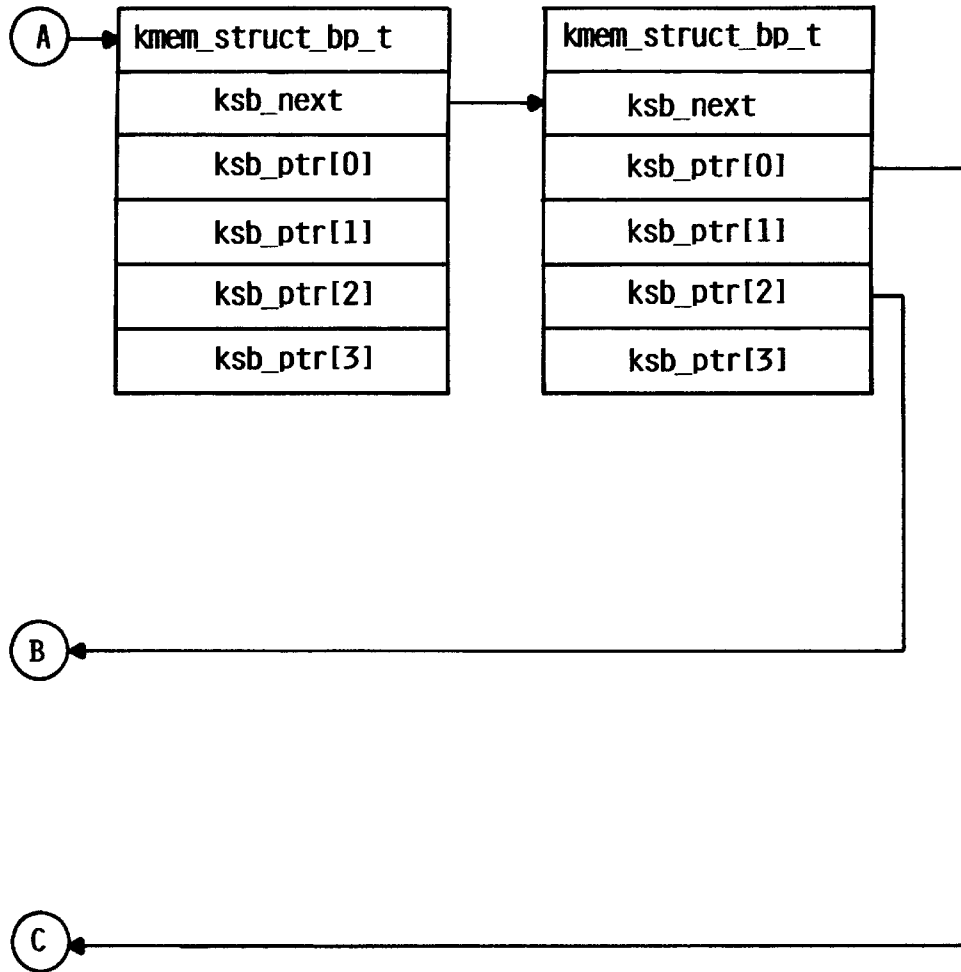 A
kmem_struct_bp_t
ksb_next
ksb_ptr[0]
ksb_ptr[1]
ksb_ptr[2]
ksb_ptr[3]
kmem_struct_bp_t
ksb_next
ksb_ptr[0]
ksb_ptr[1]
ksb_ptr[2]
ksb_ptr[3]
B
C